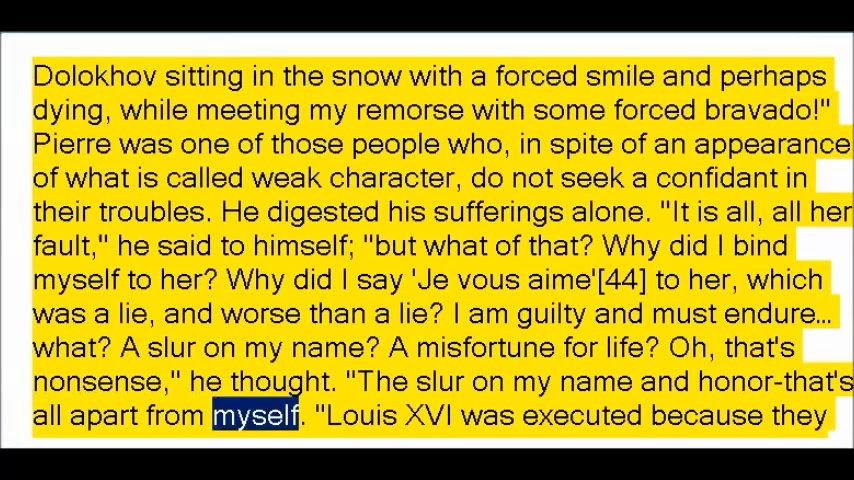 Dolokhov sitting in the snow with a forced smile and perhaps
dying, while meeting my remorse with some forced bravado!"
Pierre was one of those people who, in spite of an appearance
of what is called weak character, do not seek a confidant in
their troubles. He digested his sufferings alone. "It is all, all her
fault," he said to himself; "but what of that? Why did I bind
myself to her? Why did I say 'Je vous aime'[44] to her, which
was a lie, and worse than a lie? I am guilty and must endure...
what? A slur on my name? A misfortune for life? Oh, that's
nonsense," he thought. "The slur on my name and honor-that's
all apart from myself. "Louis XVI was executed because they